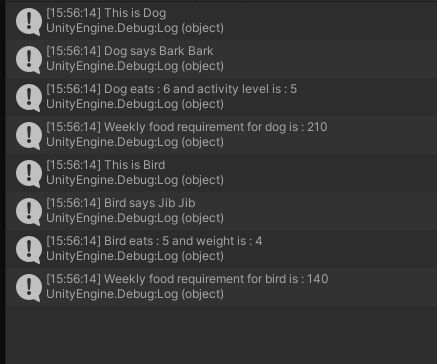 [15:56:14] This is Dog
UnityEngine.Debug:Log (object)
[15:56:14] Dog says Bark Bark
UnityEngine.Debug:Log (object)
[15:56:14] Dog eats : 6 and activity level is : 5
UnityEngine.Debug:Log (object)
[15:56:14] Weekly food requirement for dog is : 210
UnityEngine.Debug:Log (object)
[15:56:14] This is Bird
UnityEngine.Debug:Log (object)
[15:56:14] Bird says Jib Jib
UnityEngine.Debug:Log (object)
[15:56:14] Bird eats : 5 and weight is : 4
UnityEngine.Debug:Log (object)
[15:56:14] Weekly food requirement for bird is : 140
UnityEngine.Debug:Log (object)